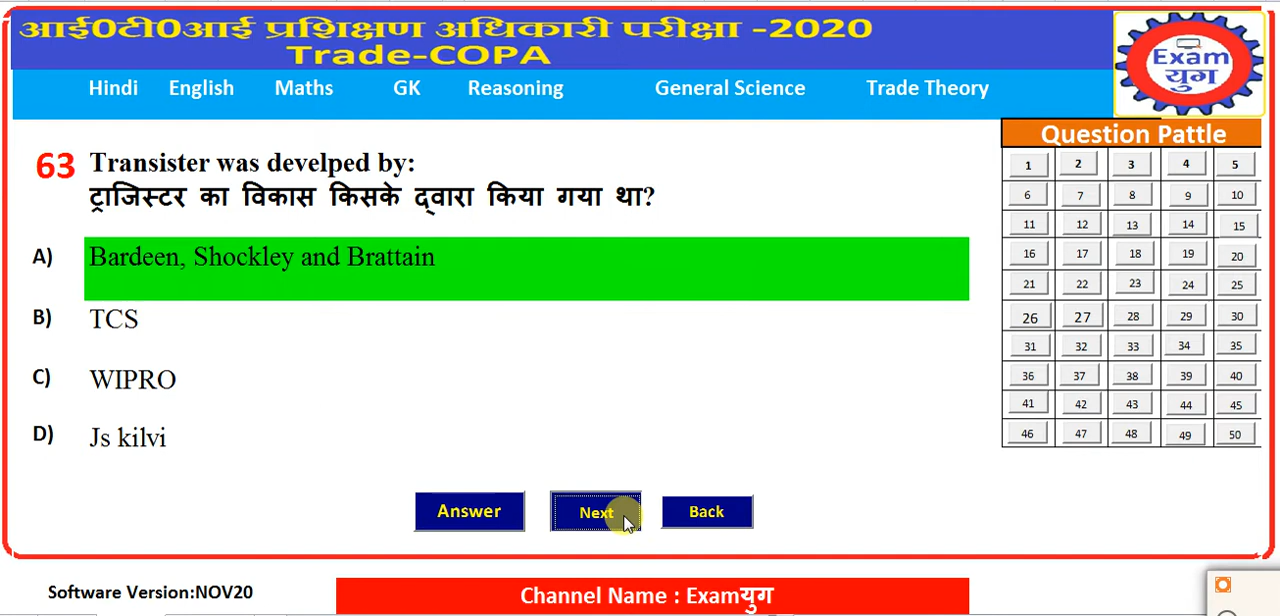 आई0टी0आई प्रशिक्षण अधिकारी परीक्षा -2020
Trade-COPA
Exam
युग
Hindi English Maths GK Reasoning General Science Trade Theory
Question Pattle
63 Transister was develped by:
ट्राजिस्टर का विकास किसके द्वारा किया गया था?
A) Bardeen, Shockley and Brattain
B) TCS
C) WIPRO
D) Js kilvi
1 2 3 4 5
6 7 8 9 10
11 12 13 14 15
16 17 18 19 20
21 22 23 24 25
26 27 28 29 30
31 32 33 34 35
36 37 38 39 40
41 42 43 44 45
46 47 48 49 50
Answer Next Back
Software Version:NOV20
Channel Name : Examयुग